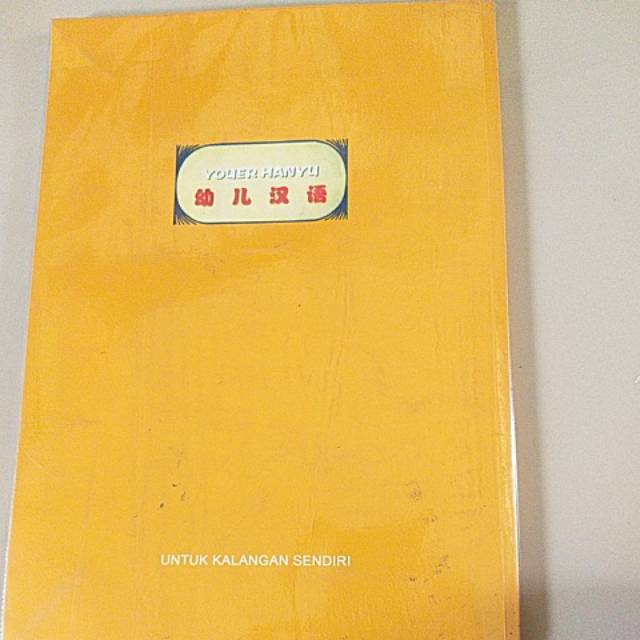 YOUER HANYU
幼儿汉语
UNTUK KALANGAN SENDIRI